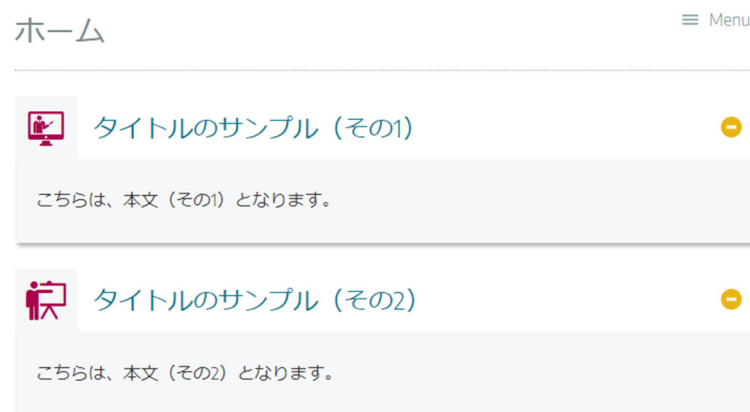 ホーム
Menu
タイトルのサンプル（その1）
こちらは、本文（その1）となります。
タイトルのサンプル（その2）
こちらは、本文（その2）となります。